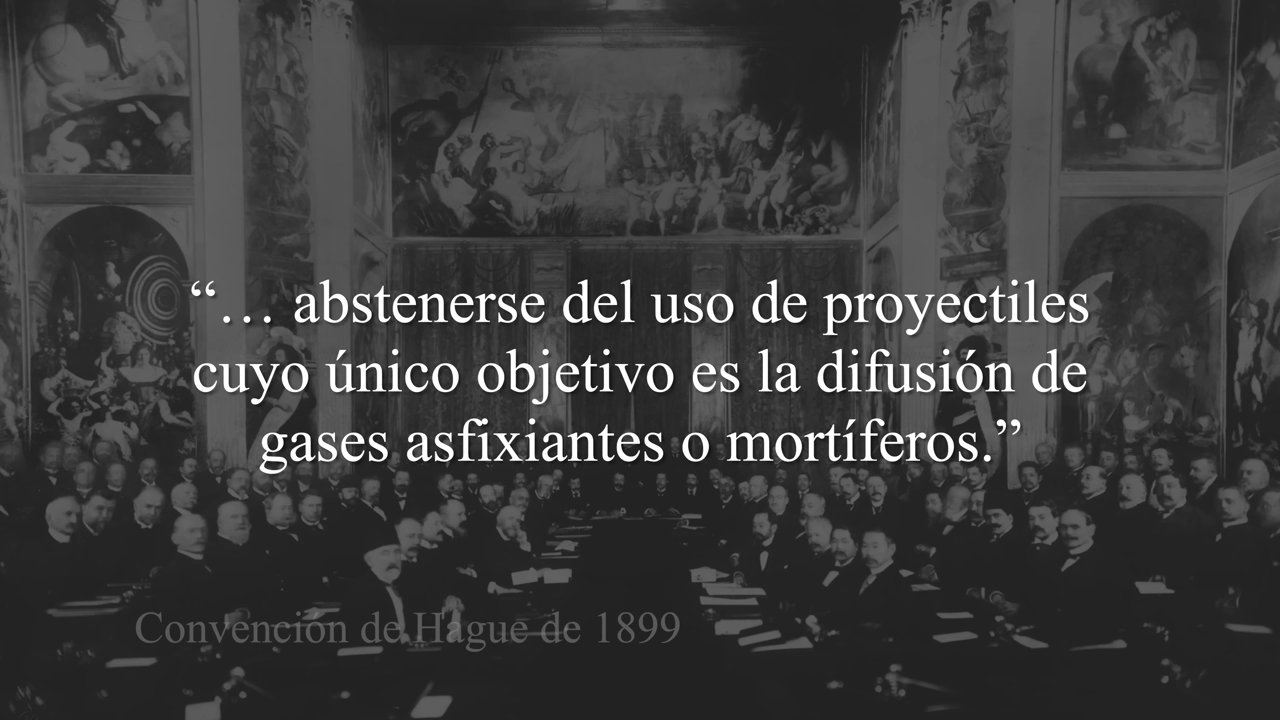 “… abstenerse del uso de proyectiles
cuyo único objetivo es la difusión de
gases asfixiantes o mortíferos.”
Convención de Hague de 1899